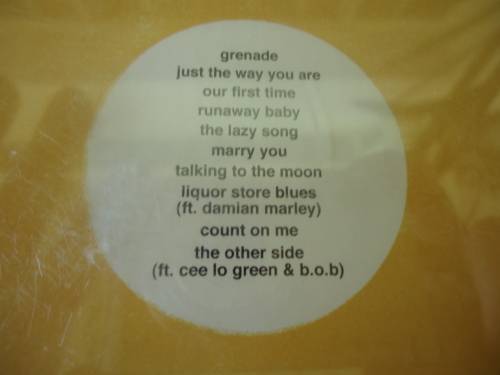 grenade
just the way you are
our first time
runaway baby
the lazy song
marry you
talking to the moon
liquor store blues
(ft. damian marley)
count on me
the other side
(ft. cee lo green & b.o.b)